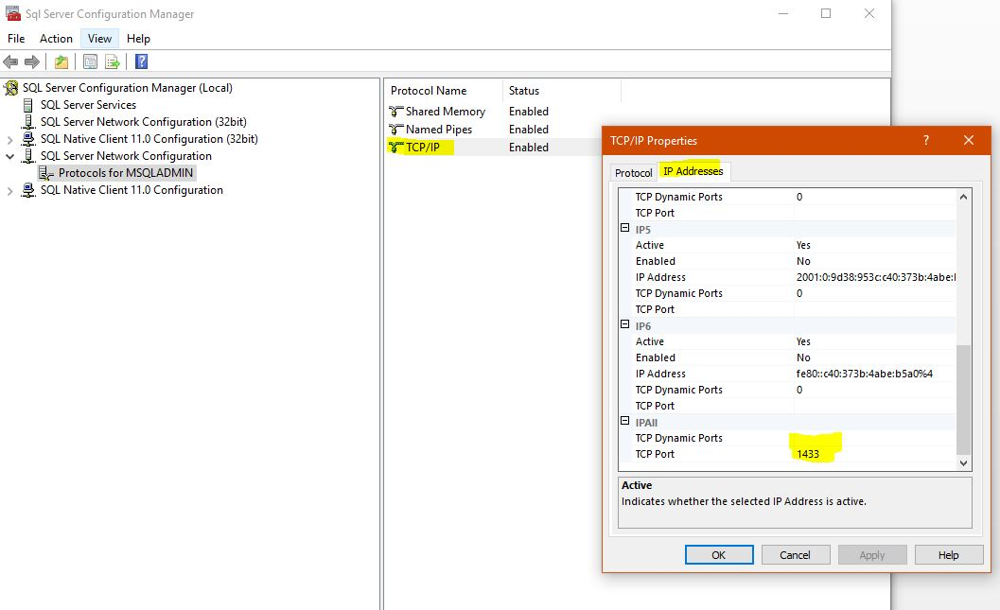 Sql Server Configuration Manager
File Action View Help
SQL Server Configuration Manager (Local)
SQL Server Services
SQL Server Network Configuration (32bit)
SQL Native Client 11.0 Configuration (32bit)
SQL Server Network Configuration
Protocols for MSQLADMIN
SQL Native Client 11.0 Configuration
Protocol Name Status
Shared Memory Enabled
Named Pipes Enabled
TCP/IP Enabled
TCP/IP Properties
Protocol IP Addresses
TCP Dynamic Ports 0
TCP Port
IP5
Active Yes
Enabled No
IP Address 2001:0:9d38:953c:c40:373b:4abe:
TCP Dynamic Ports 0
TCP Port
IP6
Active Yes
Enabled No
IP Address fe80::c40:373b:4abe:b5a0%4
TCP Dynamic Ports 0
TCP Port
IPAll
TCP Dynamic Ports
TCP Port 1433
Active
Indicates whether the selected IP Address is active.
OK Cancel Apply Help